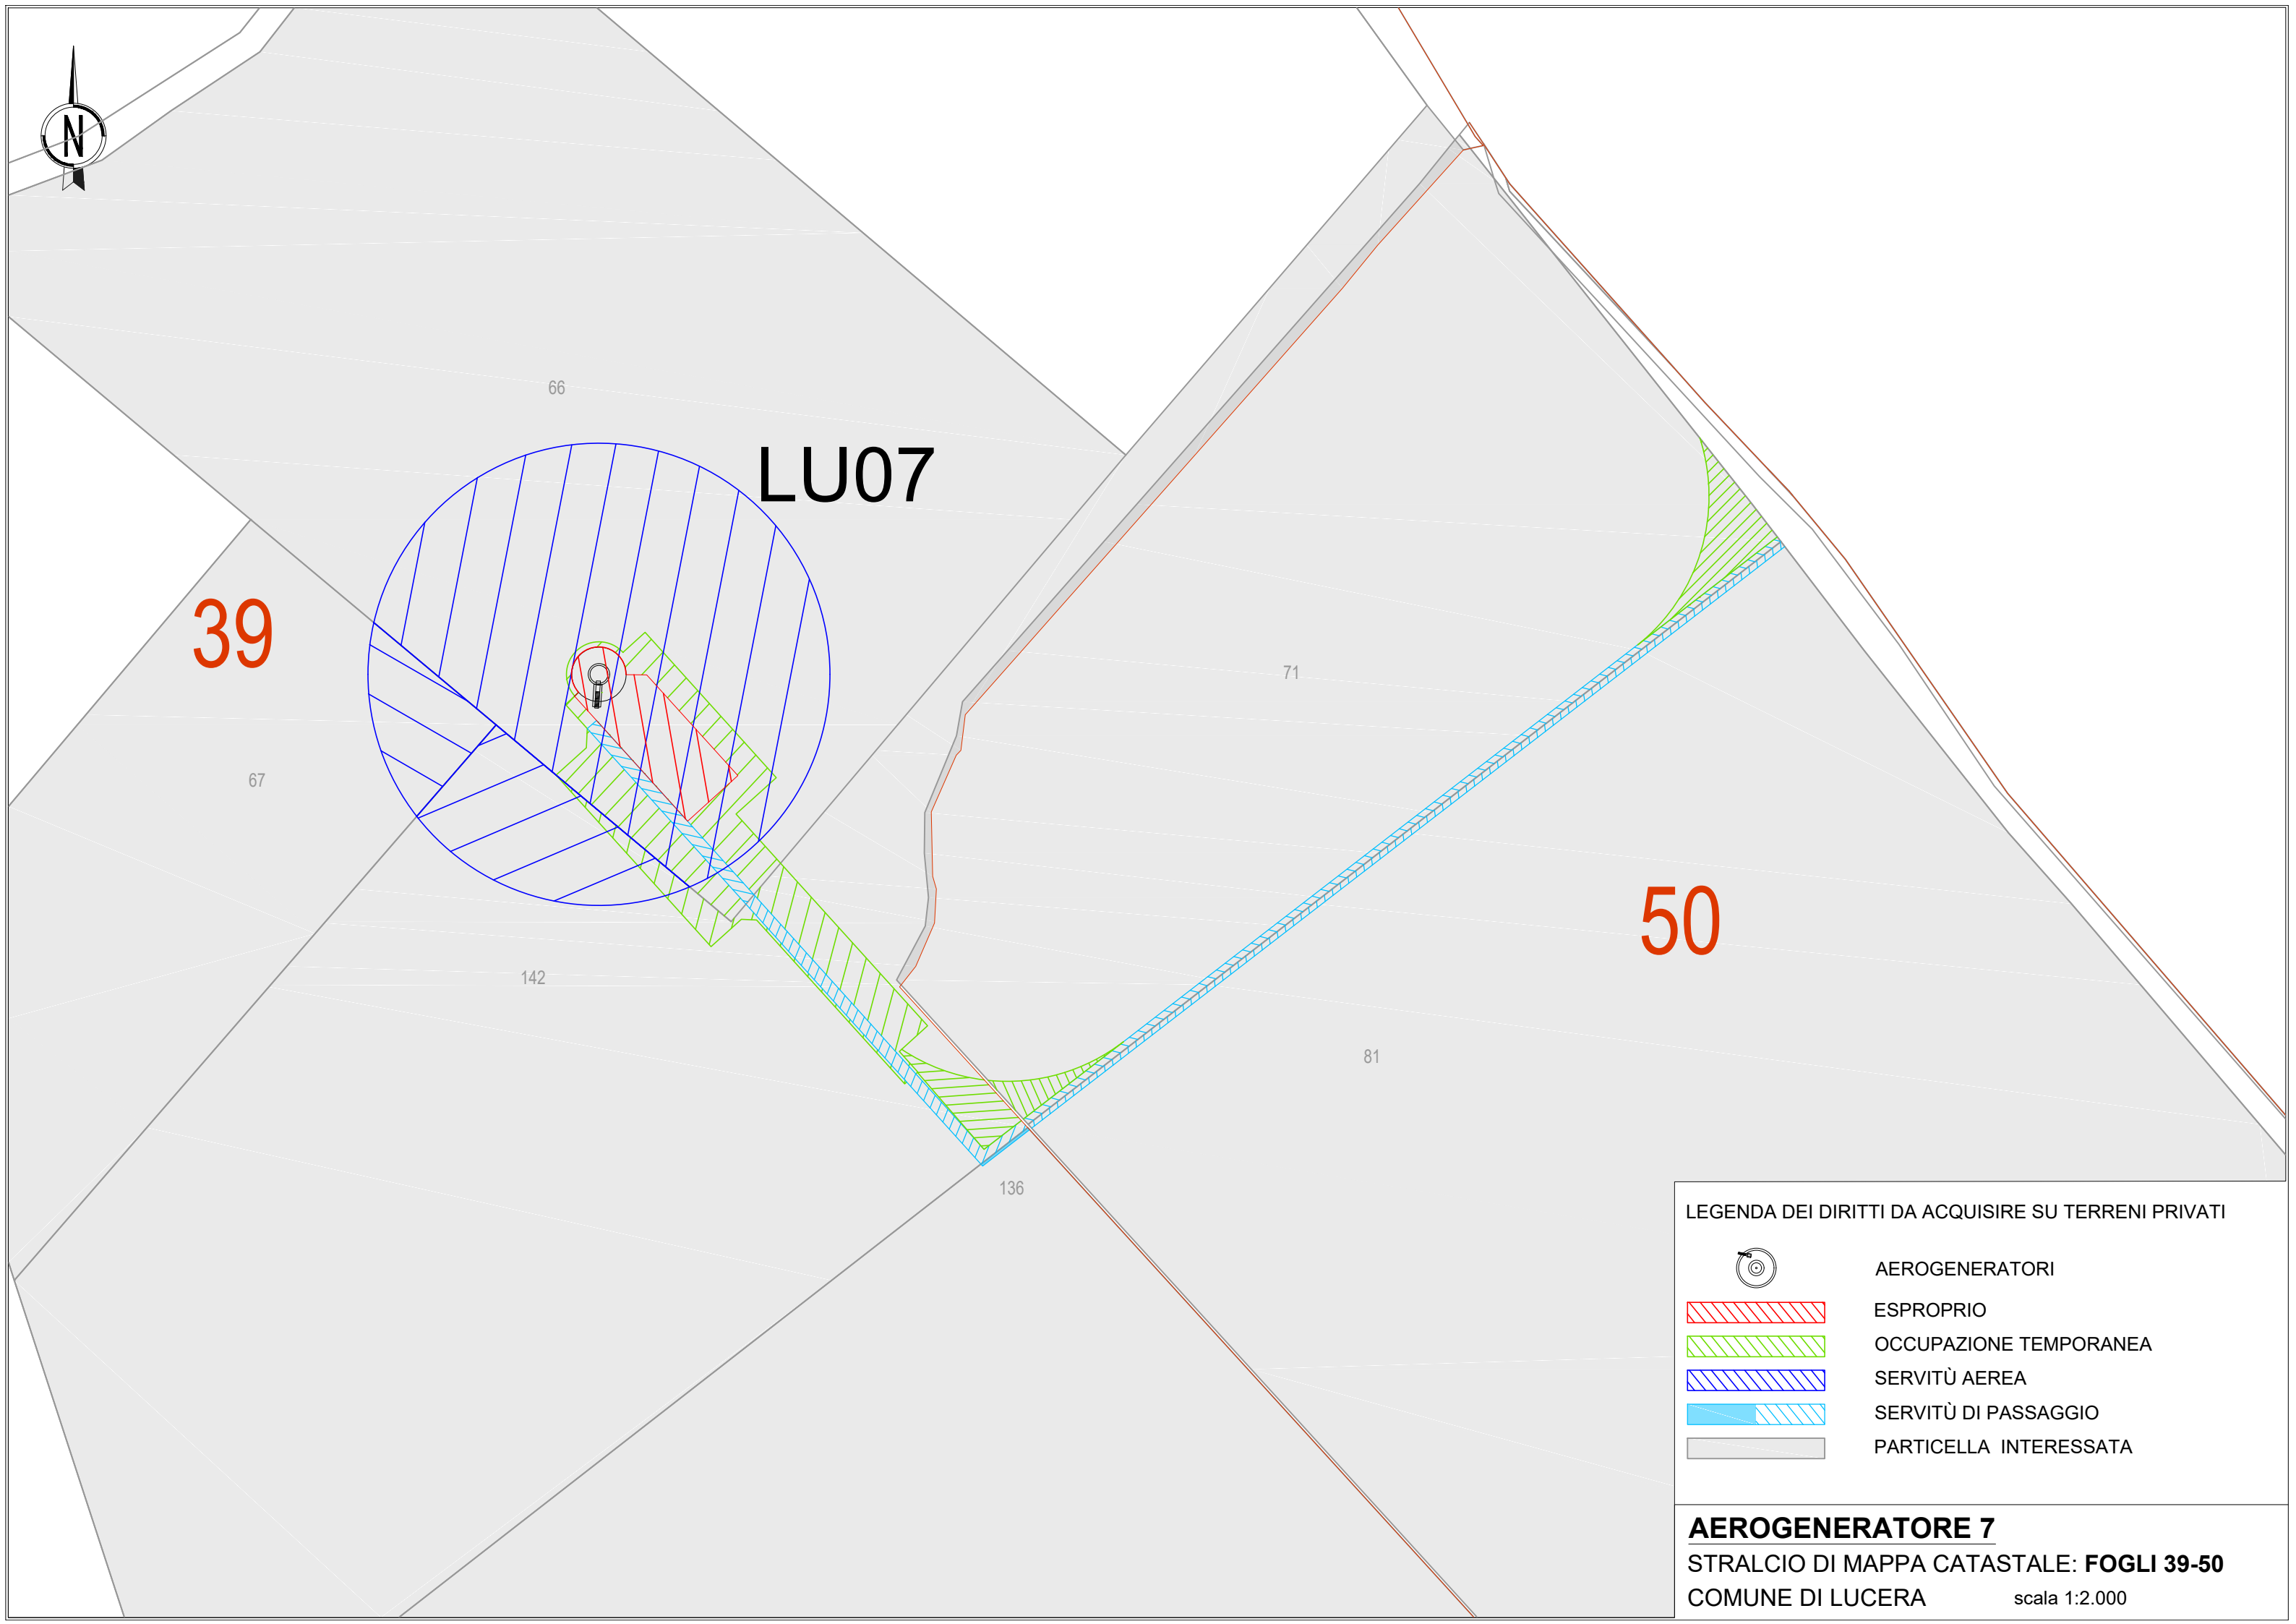 N
66
LU07
39
71
67
50
142
81
136
LEGENDA DEI DIRITTI DA ACQUISIRE SU TERRENI PRIVATI
AEROGENERATORI
ESPROPRIO
OCCUPAZIONE TEMPORANEA
SERVITÙ AEREA
SERVITÙ DI PASSAGGIO
PARTICELLA INTERESSATA
AEROGENERATORE 7
STRALCIO DI MAPPA CATASTALE: FOGLI 39-50
COMUNE DI LUCERA scala 1:2.000